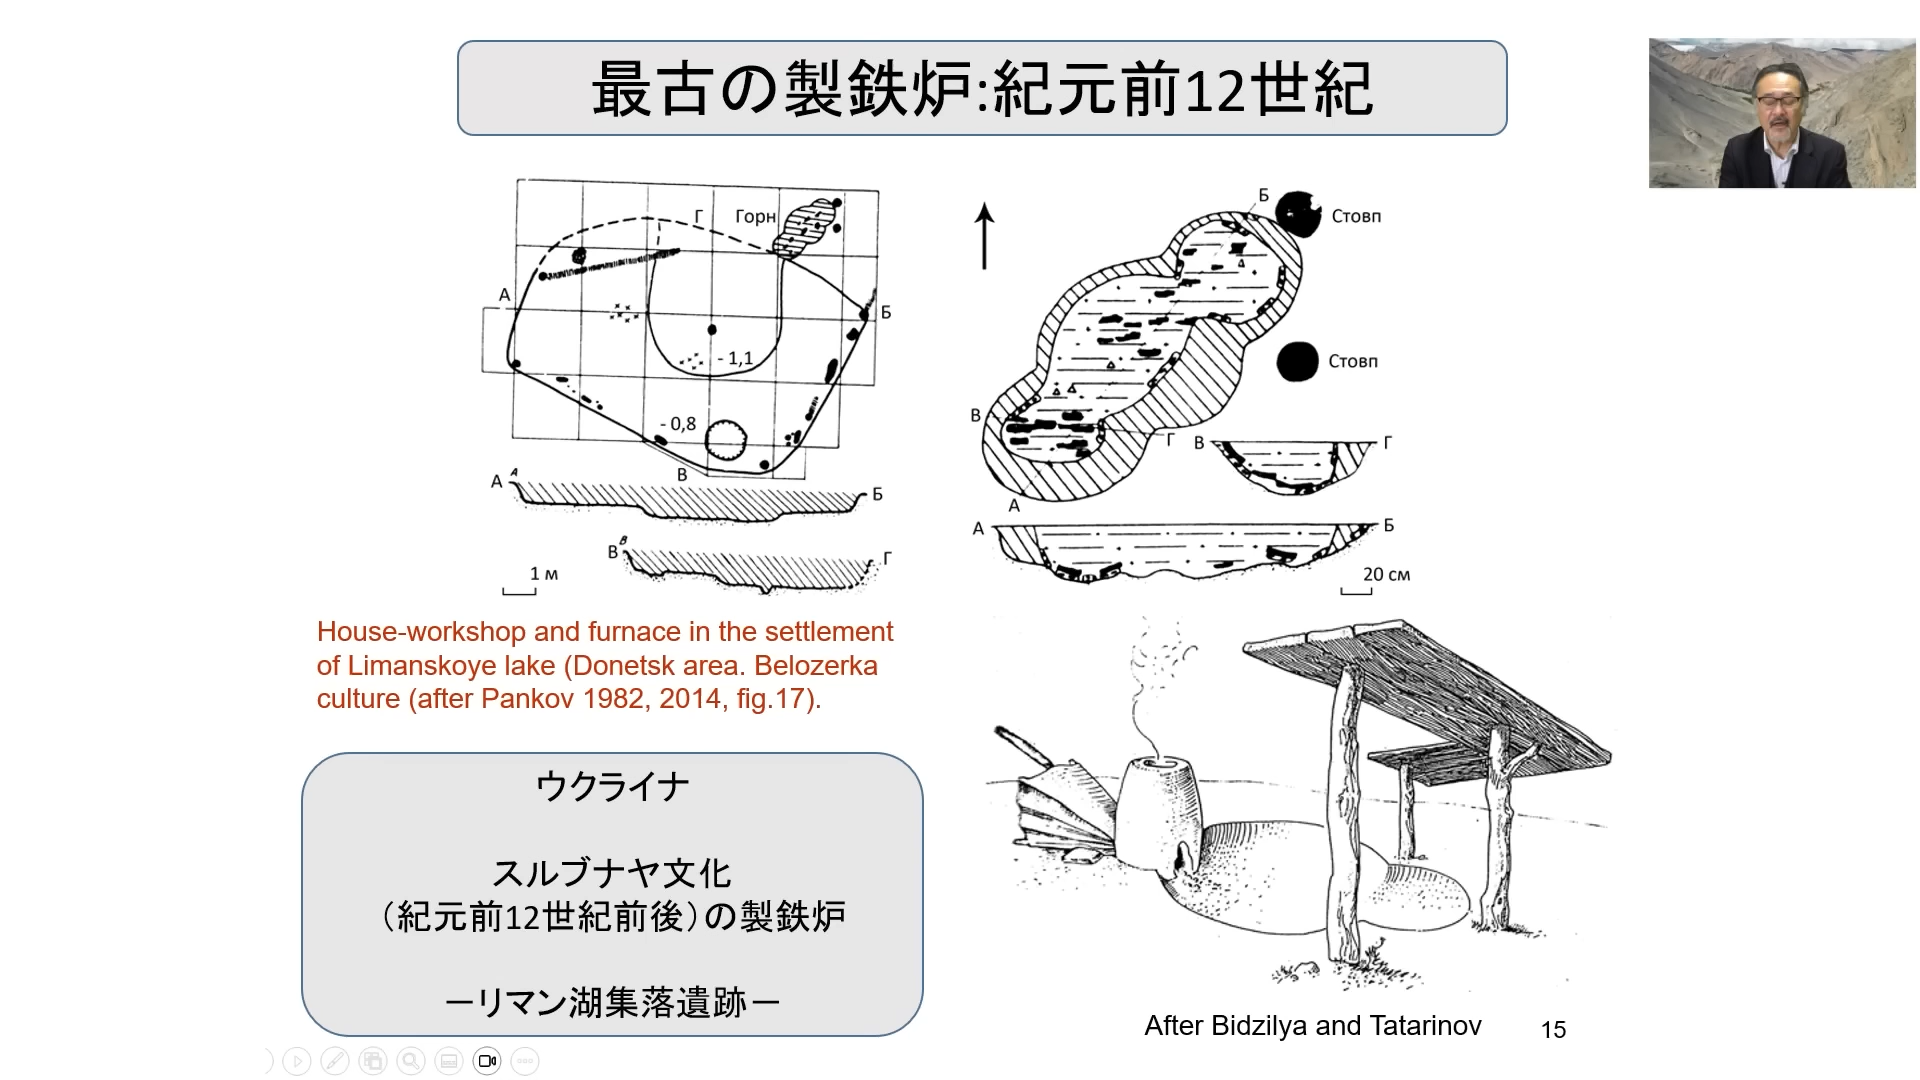 最古の製鉄炉:紀元前12世紀
Г
Горн
А
Б
- 1,1
- 0,8
В
А
А
Б
В
В
Г
1 м
Б
Стовп
Стовп
В
Г
А
В
Г
А
Б
20 см
House-workshop and furnace in the settlement
of Limanskoye lake (Donetsk area. Belozerka
culture (after Pankov 1982, 2014, fig.17).
ウクライナ
スルブナヤ文化
（紀元前12世紀前後）の製鉄炉
ーリマン湖集落遺跡ー
After Bidzilya and Tatarinov
15